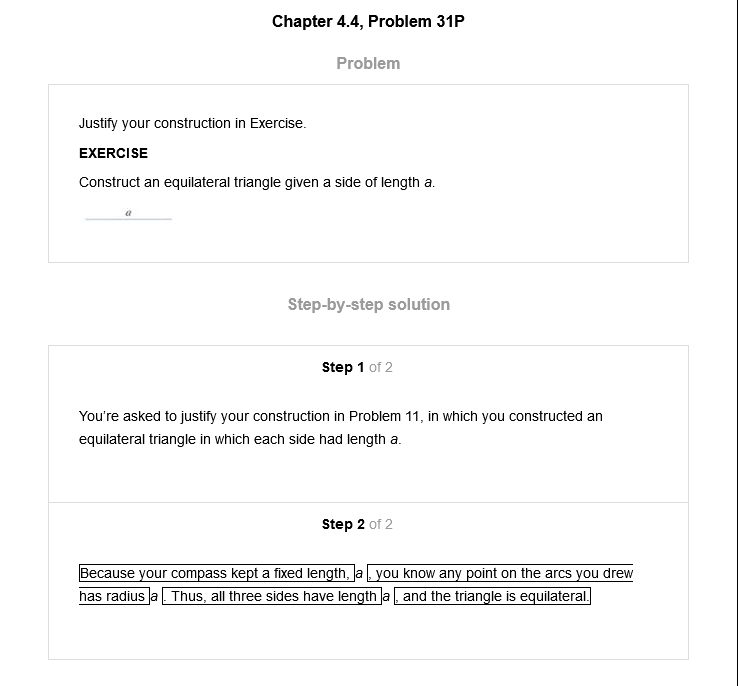 Chapter 4.4, Problem 31P
Problem
Justify your construction in Exercise.
EXERCISE
Construct an equilateral triangle given a side of length a.
a
Step-by-step solution
Step 1 of 2
You're asked to justify your construction in Problem 11, in which you constructed an
equilateral triangle in which each side had length a.
Step 2 of 2
Because your compass kept a fixed length, a , you know any point on the arcs you drew
has radius a . Thus, all three sides have length a , and the triangle is equilateral.